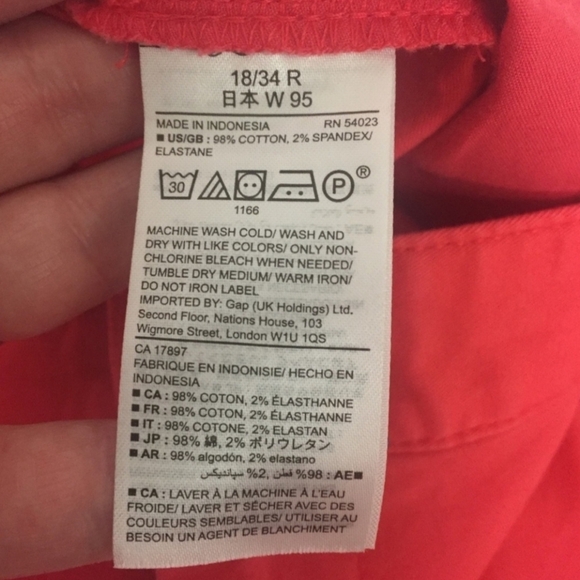 18/34 R
日本 W 95
MADE IN INDONESIA RN 54023
■ US/GB : 98% COTTON, 2% SPANDEX/
ELASTANE
30 P ®
1166
MACHINE WASH COLD/ WASH AND
DRY WITH LIKE COLORS/ ONLY NON-
CHLORINE BLEACH WHEN NEEDED/
TUMBLE DRY MEDIUM/ WARM IRON/
DO NOT IRON LABEL
IMPORTED BY: Gap (UK Holdings) Ltd.
Second Floor, Nations House, 103
Wigmore Street, London W1U 1QS
CA 17897
FABRIQUE EN INDONISIE/ HECHO EN
INDONESIA
■ CA : 98% COTON, 2% ÉLASTHANNE
■ FR : 98% COTON, 2% ÉLASTHANNE
■ IT : 98% COTONE, 2% ELASTAN
■ JP : 98% 綿, 2% ポリウレタン
■ AR : 98% algodón, 2% elastano
■ AE : 98% قطن, 2% سپاندیکس
■ CA : LAVER À LA MACHINE À L'EAU
FROIDE/ LAVER ET SÉCHER AVEC DES
COULEURS SEMBLABLES/ UTILISER AU
BESOIN UN AGENT DE BLANCHIMENT